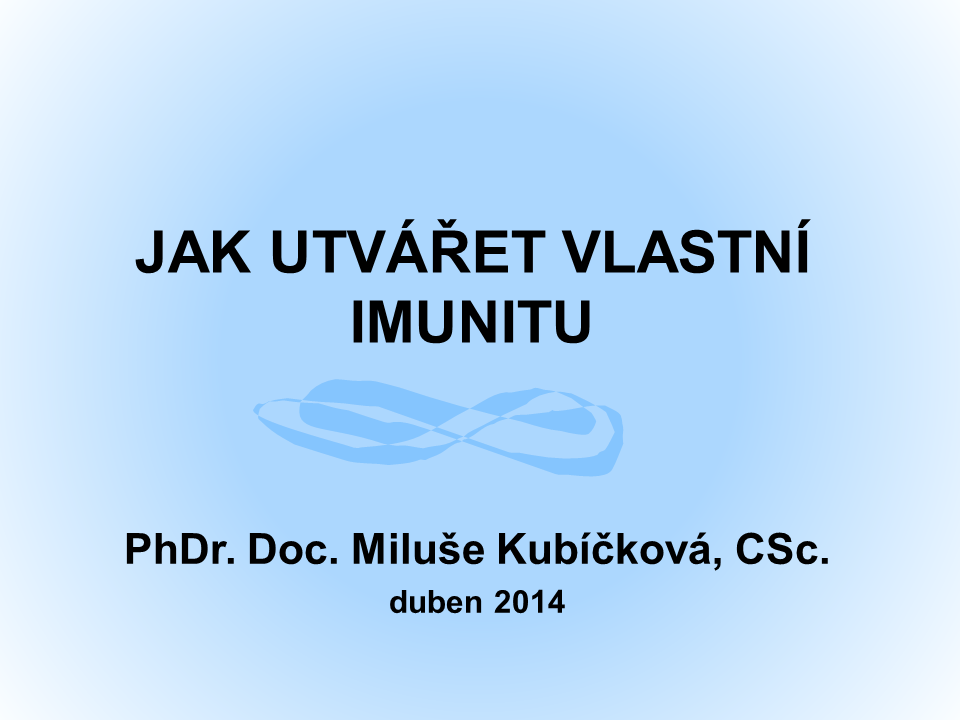 JAK UTVÁŘET VLASTNÍ
IMUNITU
PhDr. Doc. Miluše Kubíčková, CSc.
duben 2014